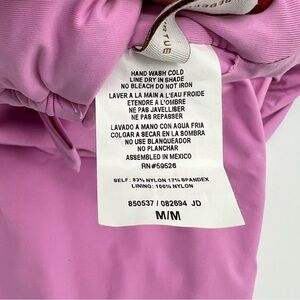 VIRTUE
HAND WASH COLD
LINE DRY IN SHADE
NO BLEACH DO NOT IRON
LAVER A LA MAIN A L'EAU FROIDE
ETENDRE A L'OMBRE
NE PAS JAVELLIBER
NE PAS REPASSER
LAVADO A MANO CON AGUA FRIA
COLGAR A SECAR EN LA SOMBRA
NO USE BLANQUEADOR
NO PLANCHAR
ASSEMBLED IN MEXICO
RN#59526
SELF: 83% NYLON 17% SPANDEX
LINING: 100% NYLON
850537 / 082694 JD
M/M